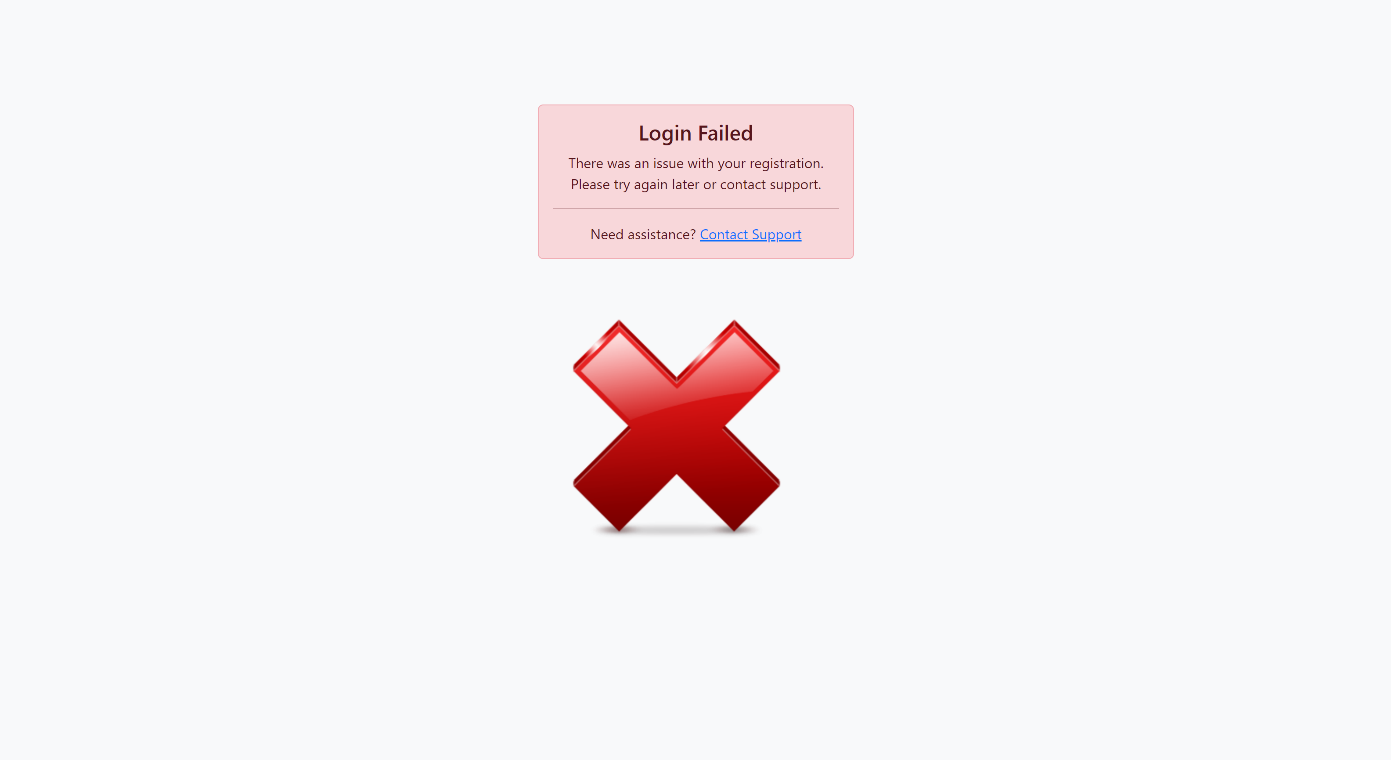 Login Failed
There was an issue with your registration.
Please try again later or contact support.
Need assistance? Contact Support